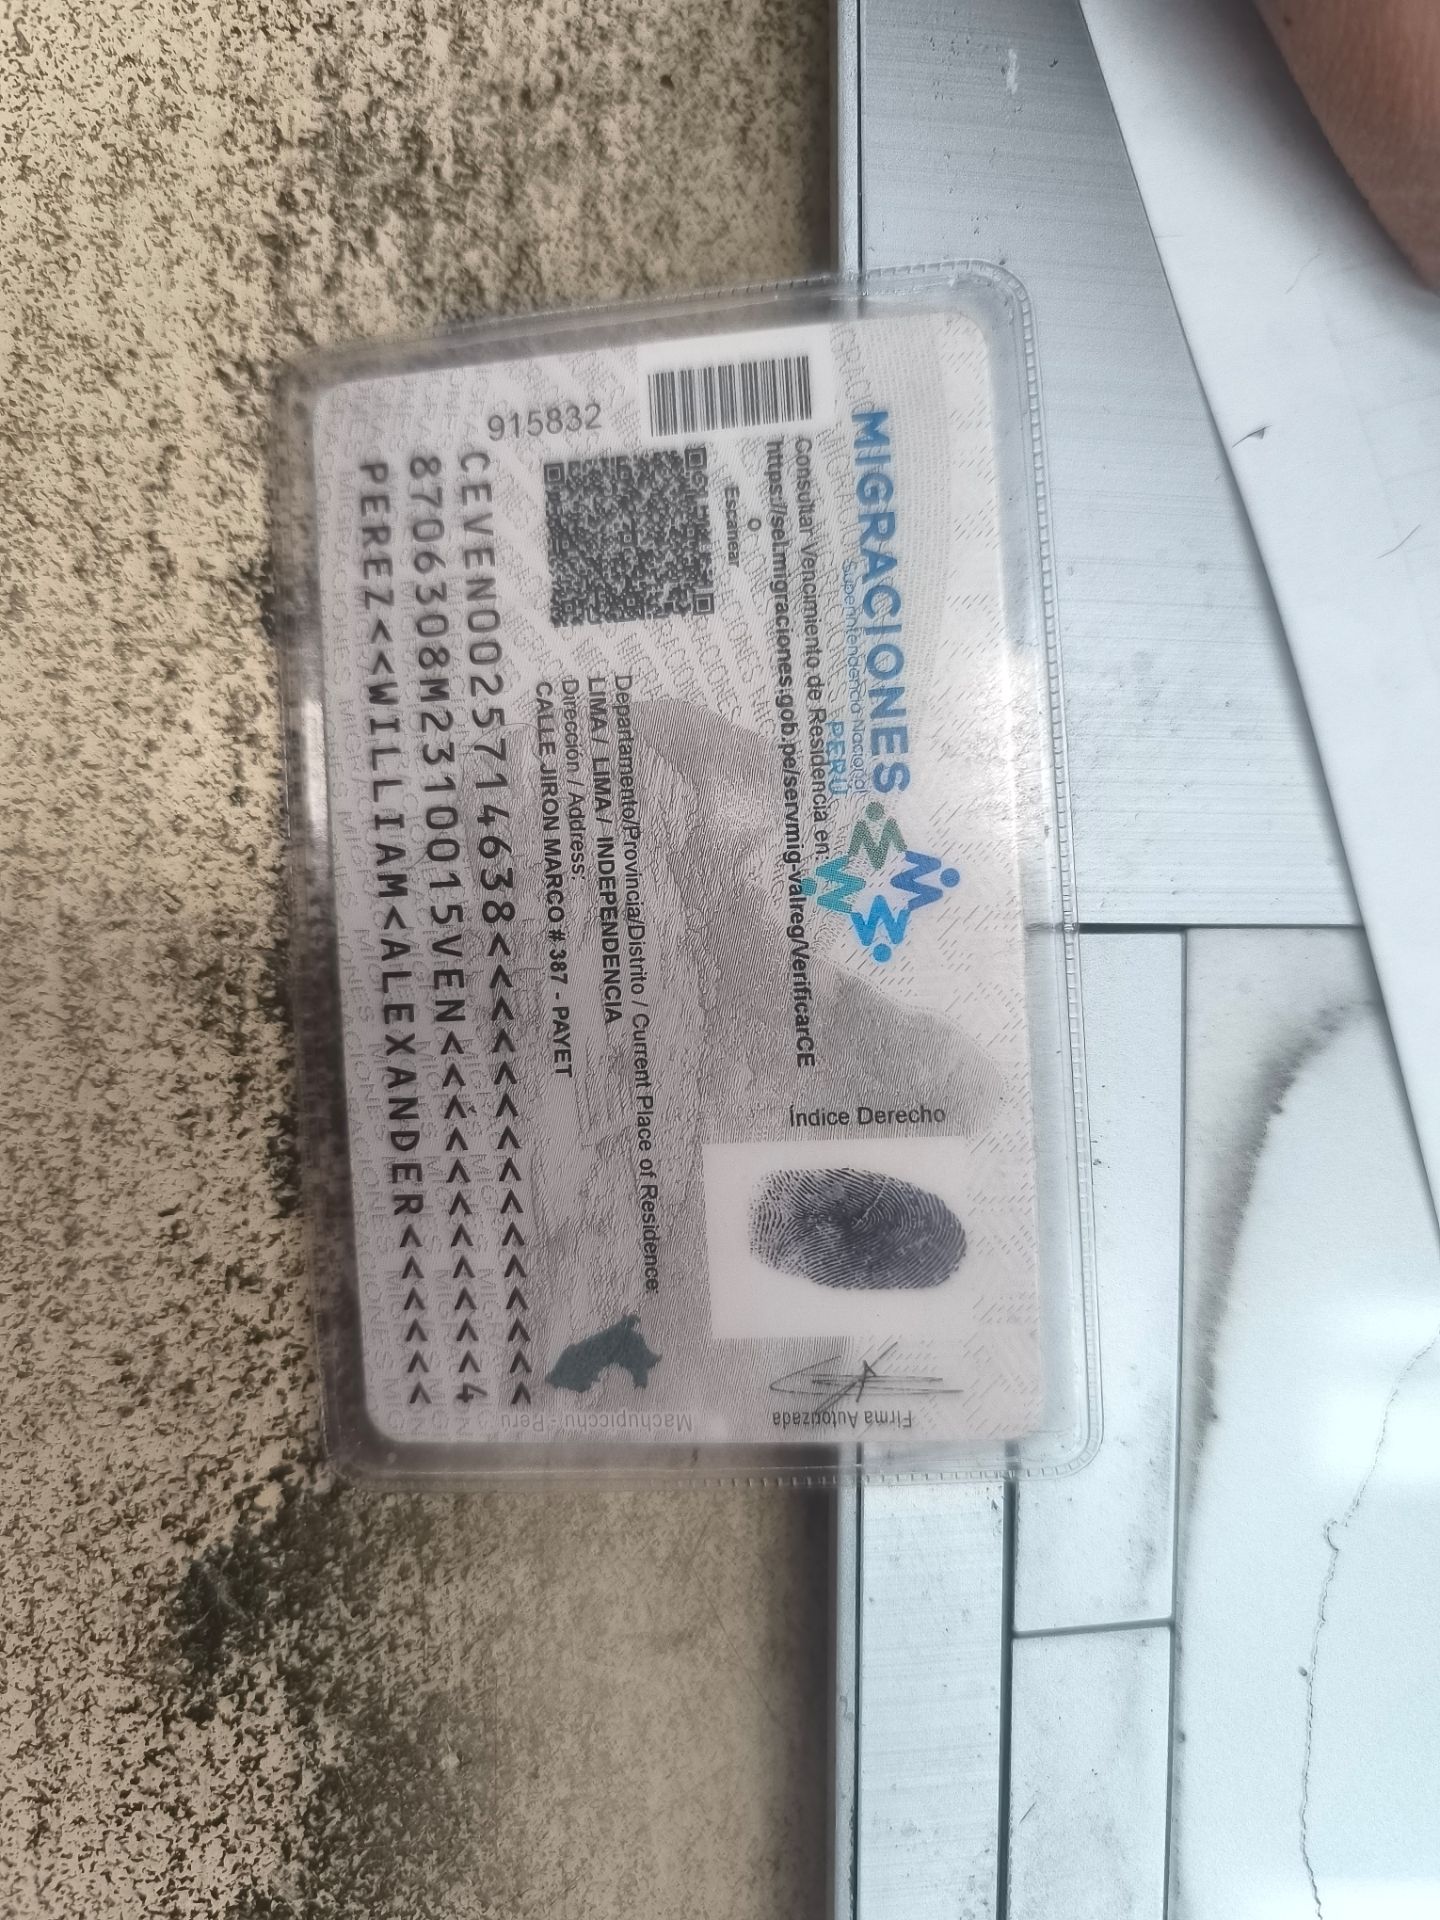 MIGRACIONES
Superintendencia Nacional
PERÚ
Consultar Vencimiento de Residencia en:
https://sel.migraciones.gob.pe/servmig-valreg/VerificarCE
o
Escanear
915832
Índice Derecho
Departamento/Provincia/Distrito / Current Place of Residence:
LIMA / LIMA / INDEPENDENCIA
Dirección / Address:
CALLE JIRON MARCO # 387 - PAYET
Firma Autorizada
Machupicchu - Peru
CEVEN0025714638<<<<<<<<<<<<<<<
8706308M2310015VEN<<<<<<<<<<<4
PEREZ<<WILLIAM<ALEXANDER<<<<<<